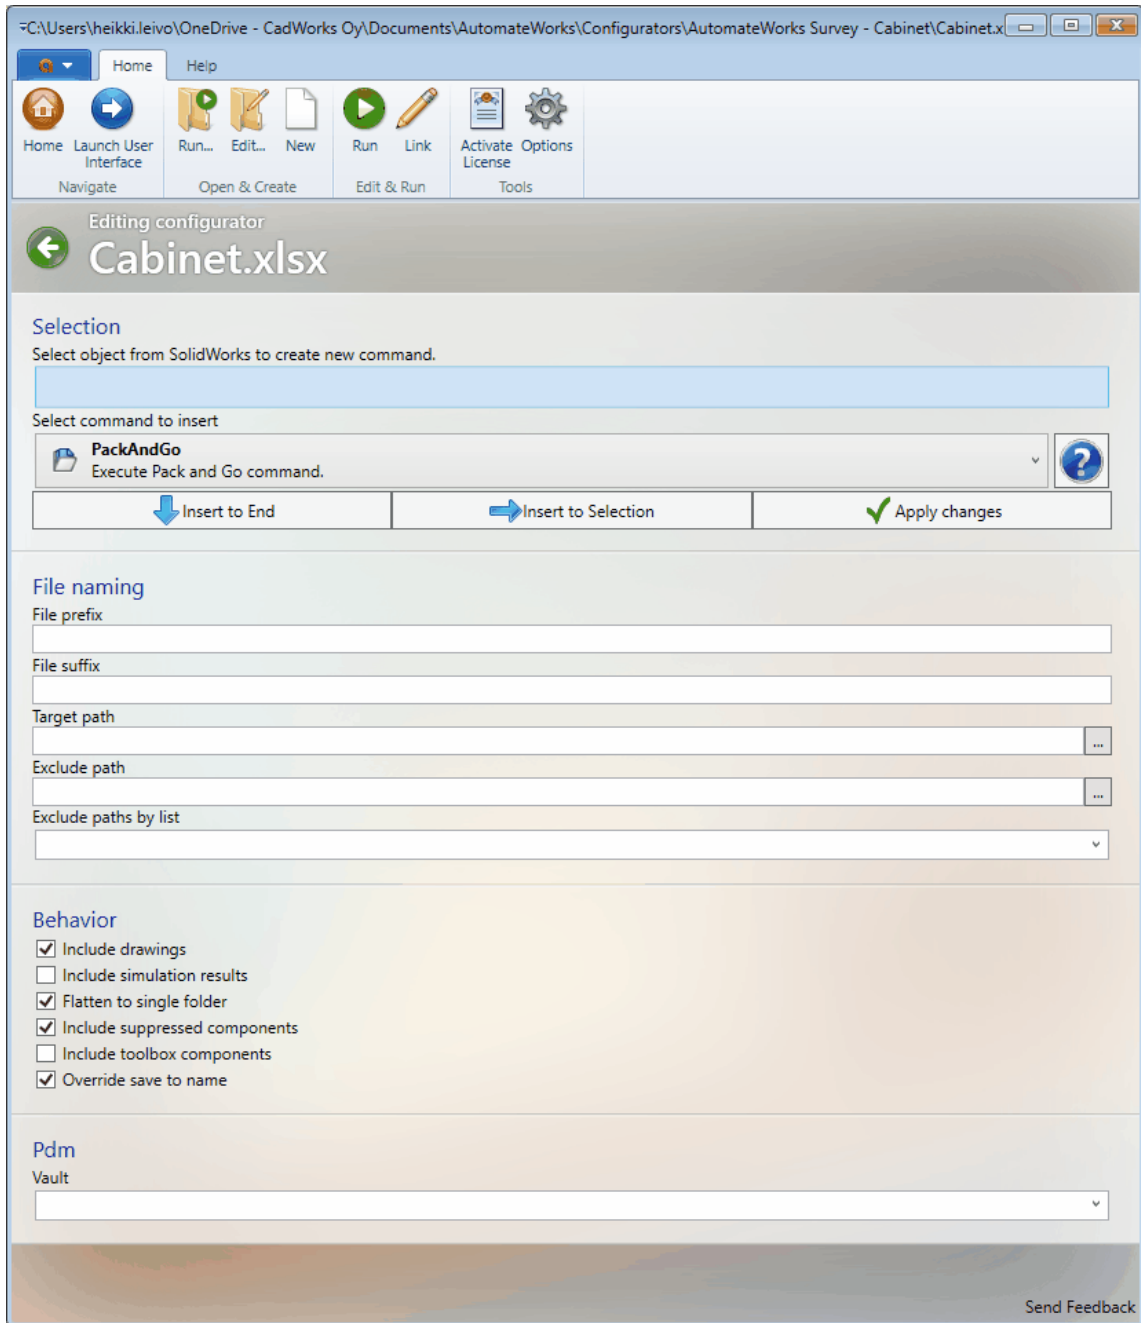 C:\Users\heikki.leivo\OneDrive - CadWorks Oy\Documents\AutomateWorks\Configurators\AutomateWorks Survey - Cabinet\Cabinet.x
Home Help
Home Launch User Interface Run... Edit... New Run Link Activate License Options
Navigate Open & Create Edit & Run Tools
Editing configurator
Cabinet.xlsx
Selection
Select object from SolidWorks to create new command.
Select command to insert
PackAndGo
Execute Pack and Go command.
Insert to End Insert to Selection Apply changes
File naming
File prefix
File suffix
Target path
...
Exclude path
...
Exclude paths by list
Behavior
Include drawings
Include simulation results
Flatten to single folder
Include suppressed components
Include toolbox components
Override save to name
Pdm
Vault
Send Feedback